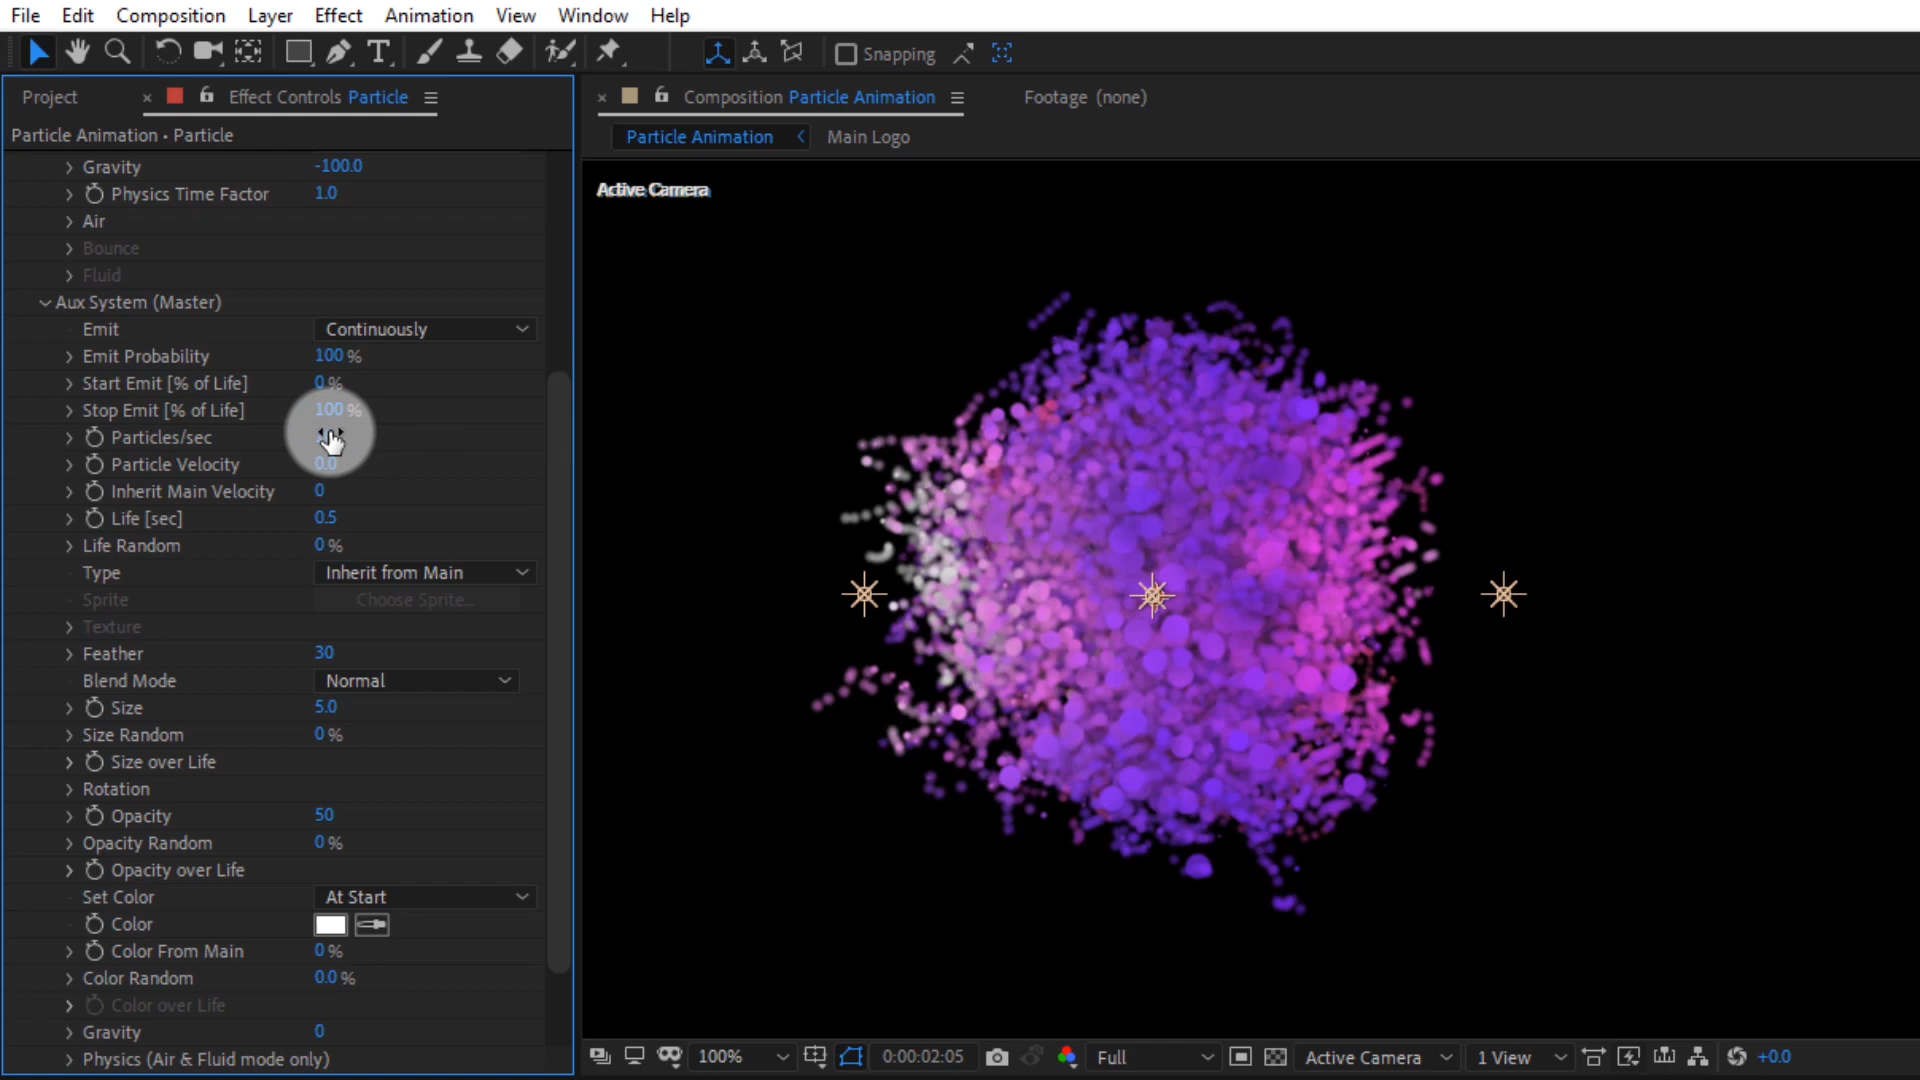 File Edit Composition Layer Effect Animation View Window Help
Snapping
Project × Effect Controls Particle
Composition Particle Animation
Footage (none)
Particle Animation • Particle
Particle Animation Main Logo
Active Camera
Gravity -100.0
Physics Time Factor 1.0
Air
Bounce
Fluid
Aux System (Master)
Emit Continuously
Emit Probability 100 %
Start Emit [% of Life] 0 %
Stop Emit [% of Life] 100 %
Particles/sec
Particle Velocity 0.0
Inherit Main Velocity 0
Life [sec] 0.5
Life Random 0 %
Type Inherit from Main
Sprite Choose Sprite...
Texture
Feather 30
Blend Mode Normal
Size 5.0
Size Random 0 %
Size over Life
Rotation
Opacity 50
Opacity Random 0 %
Opacity over Life
Set Color At Start
Color
Color From Main 0 %
Color Random 0.0 %
Color over Life
Gravity 0
Physics (Air & Fluid mode only)
100% 0:00:02:05 Full Active Camera 1 View +0.0